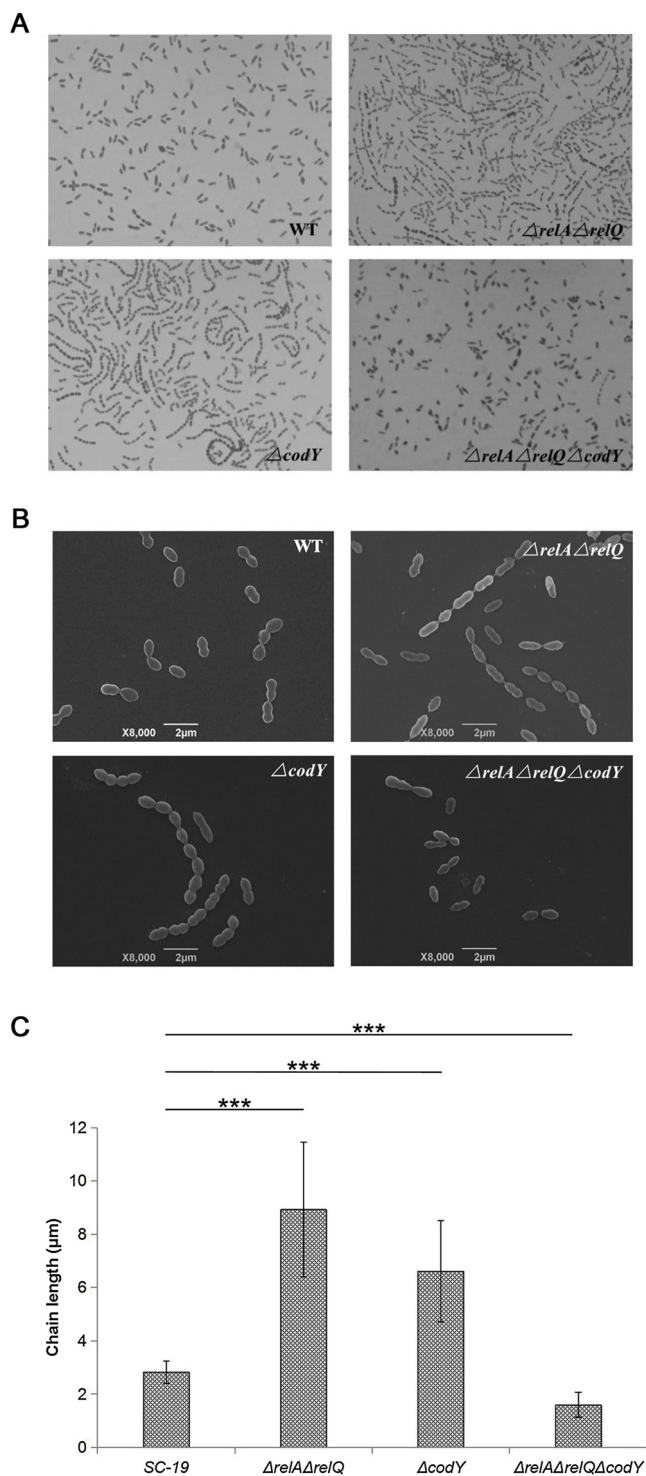 A
WT
△relA△relQ
△codY
△relA△relQ△codY
B
WT
△relA△relQ
X8,000 2μm
X8,000 2μm
△codY
△relA△relQ△codY
X8,000 2μm
X8,000 2μm
C
***
***
***
12
10
8
6
4
2
0
Chain length (μm)
SC-19
ΔrelAΔrelQ
ΔcodY
ΔrelAΔrelQΔcodY